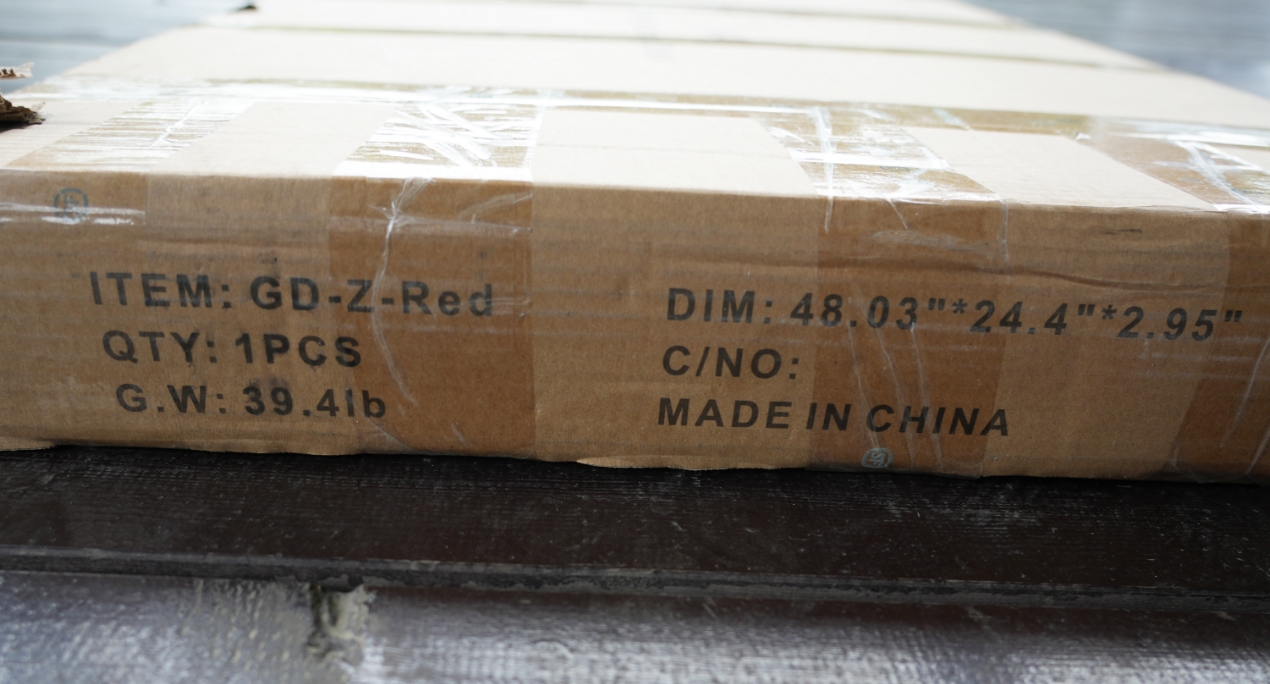 ITEM: GD-Z-Red
QTY: 1PCS
G.W: 39.4lb
DIM: 48.03"*24.4"*2.95"
C/NO:
MADE IN CHINA